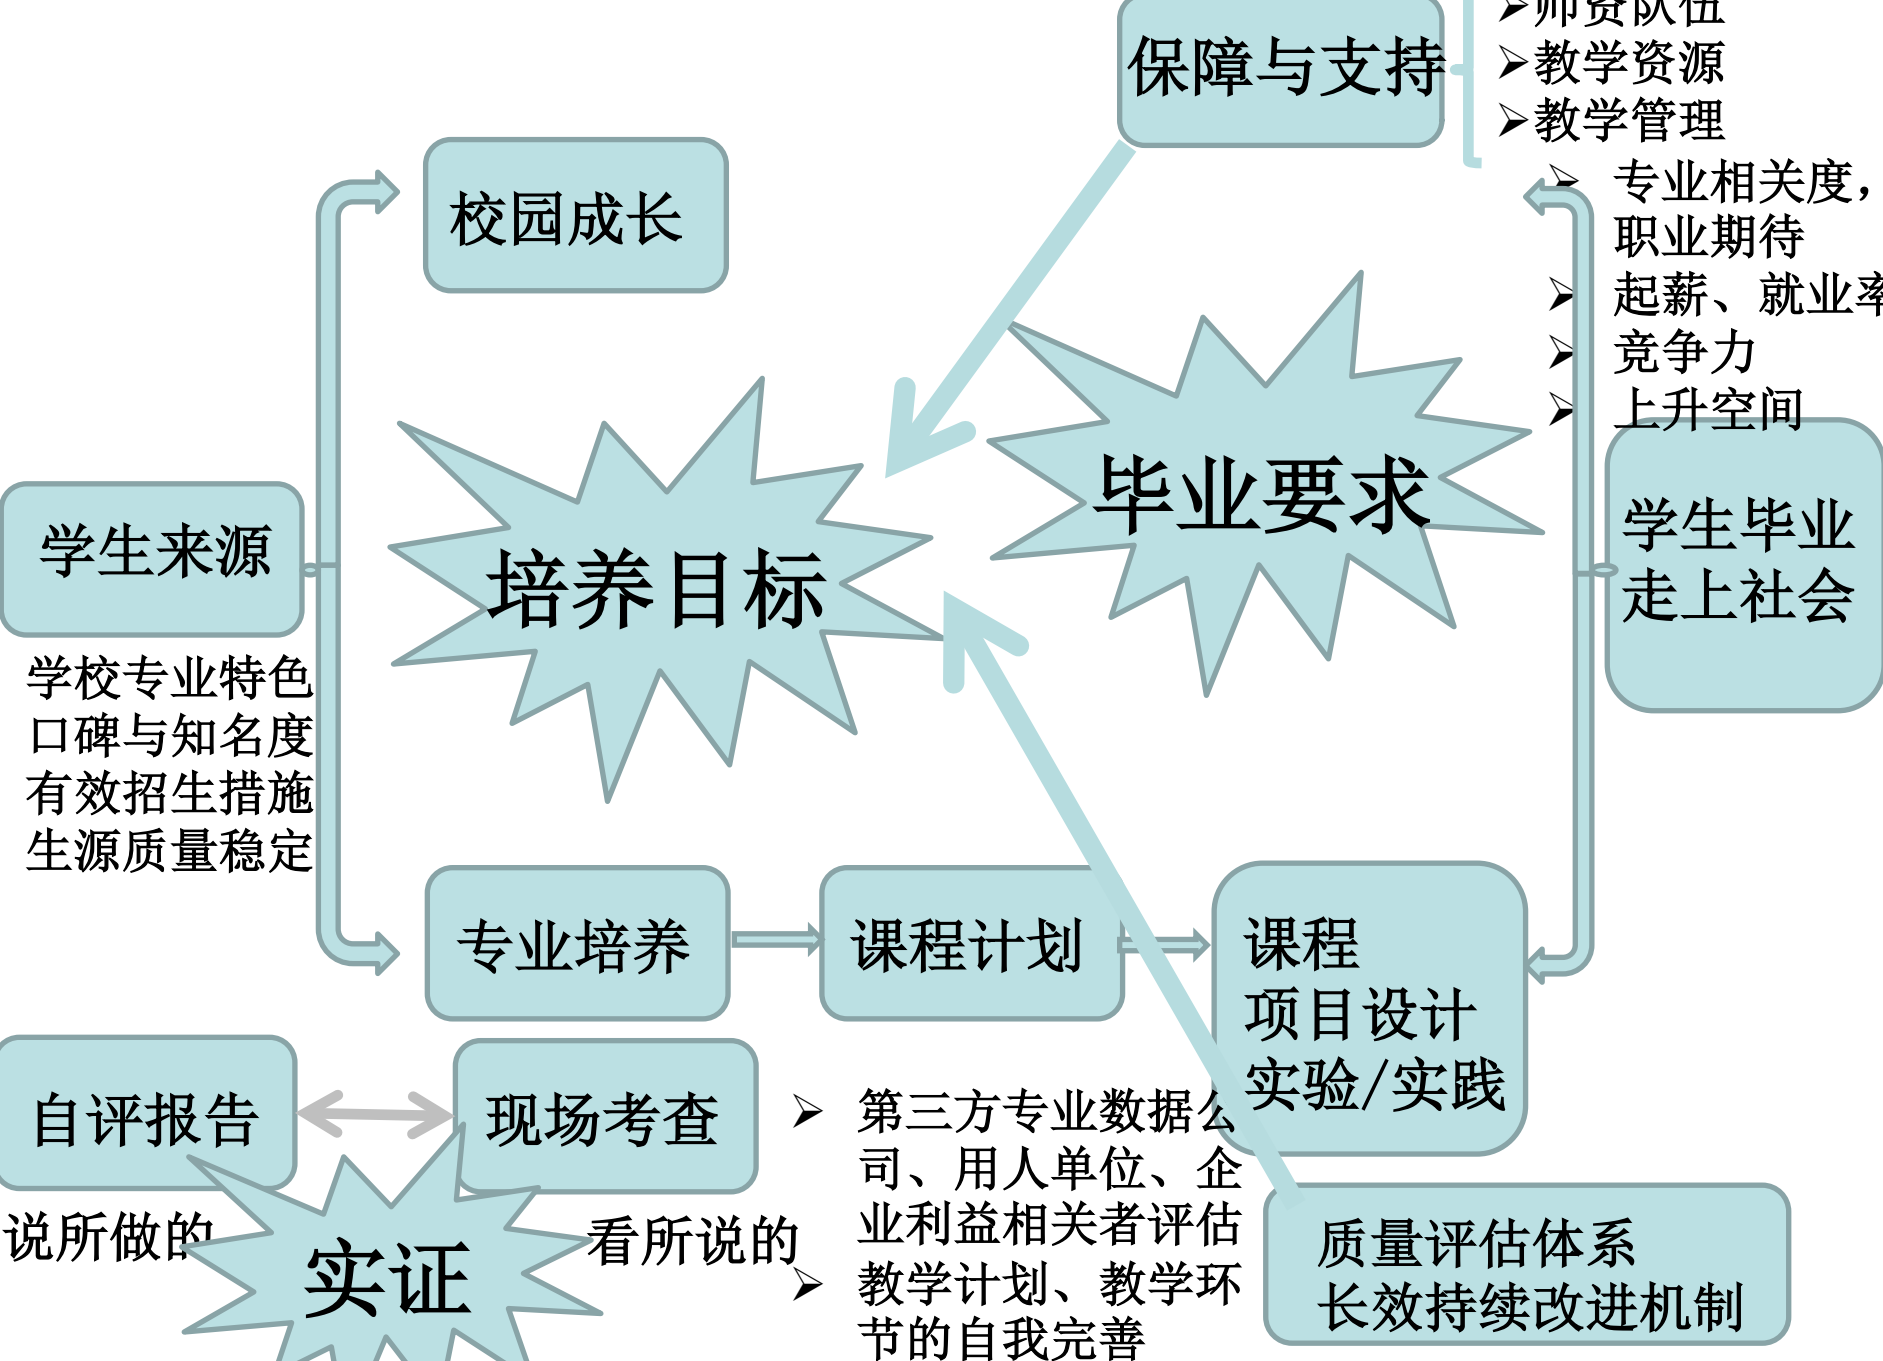 师资队伍
保障与支持
教学资源
教学管理
校园成长
专业相关度，
职业期待
起薪、就业率
竞争力
上升空间
毕业要求
培养目标
学生来源
学生毕业
走上社会
学校专业特色
口碑与知名度
有效招生措施
生源质量稳定
专业培养
课程计划
课程
项目设计
实验/实践
自评报告
现场考查
第三方专业数据公
司、用人单位、企
业利益相关者评估
教学计划、教学环
节的自我完善
说所做的
看所说的
实证
质量评估体系
长效持续改进机制